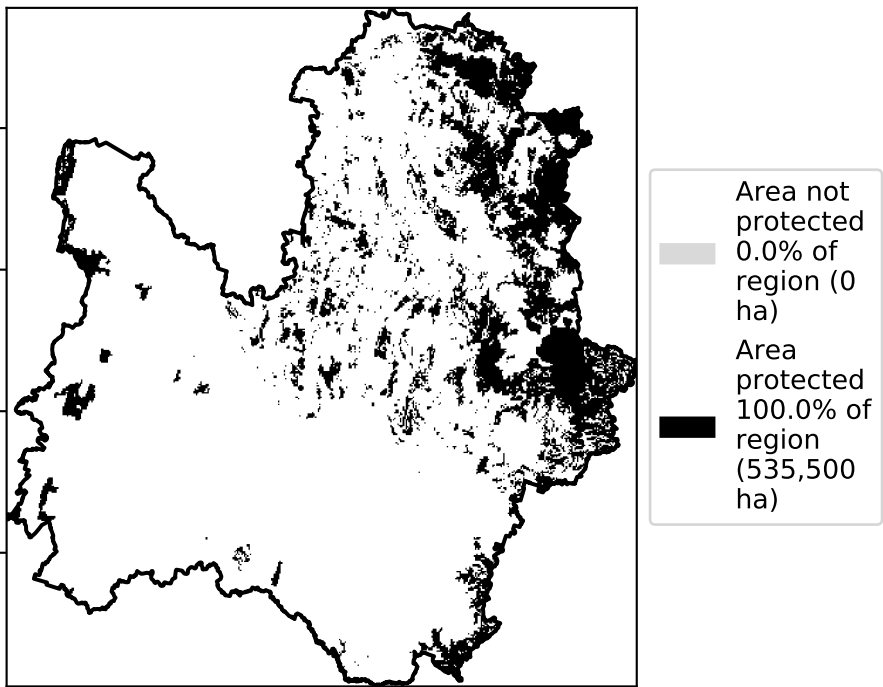 Area not
protected
0.0% of
region (0
ha)
Area
protected
100.0% of
region
(535,500
ha)